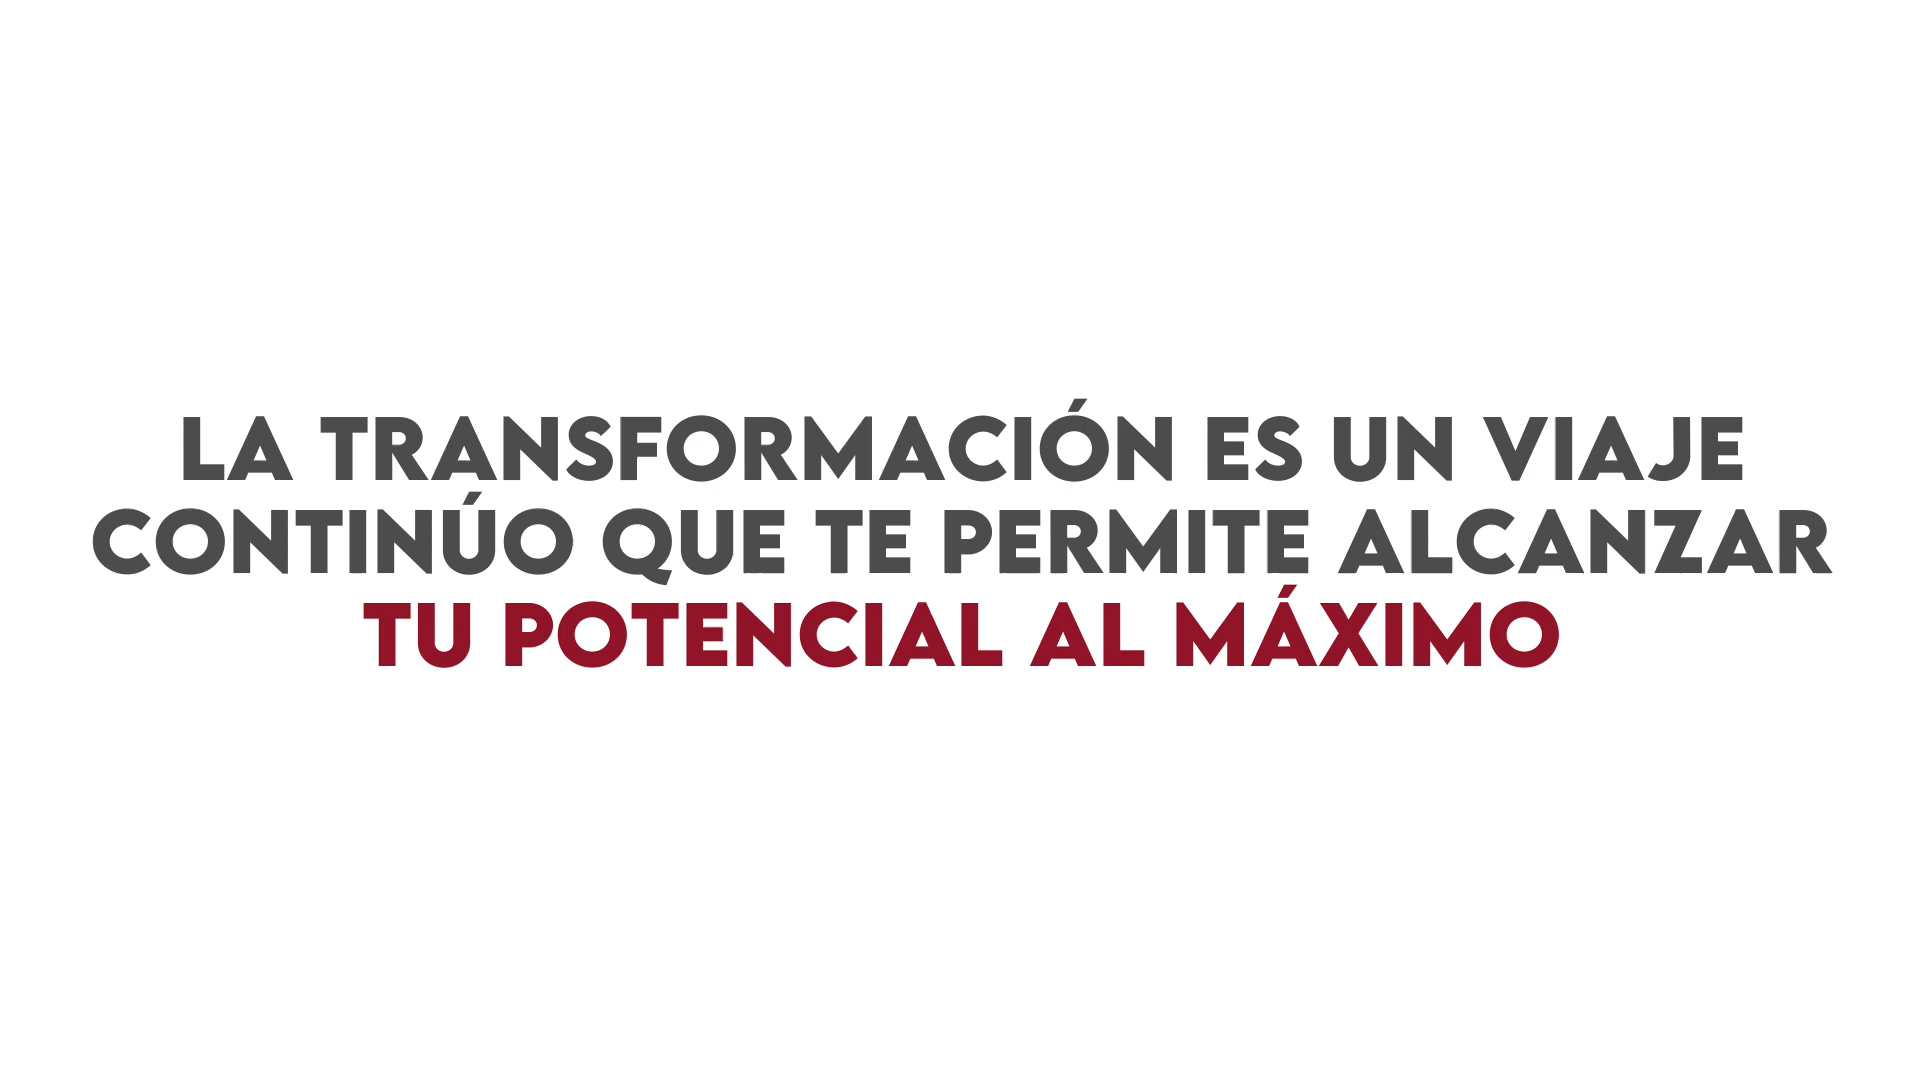 LA TRANSFORMACIÓN ES UN VIAJE
CONTINÚO QUE TE PERMITE ALCANZAR
TU POTENCIAL AL MÁXIMO